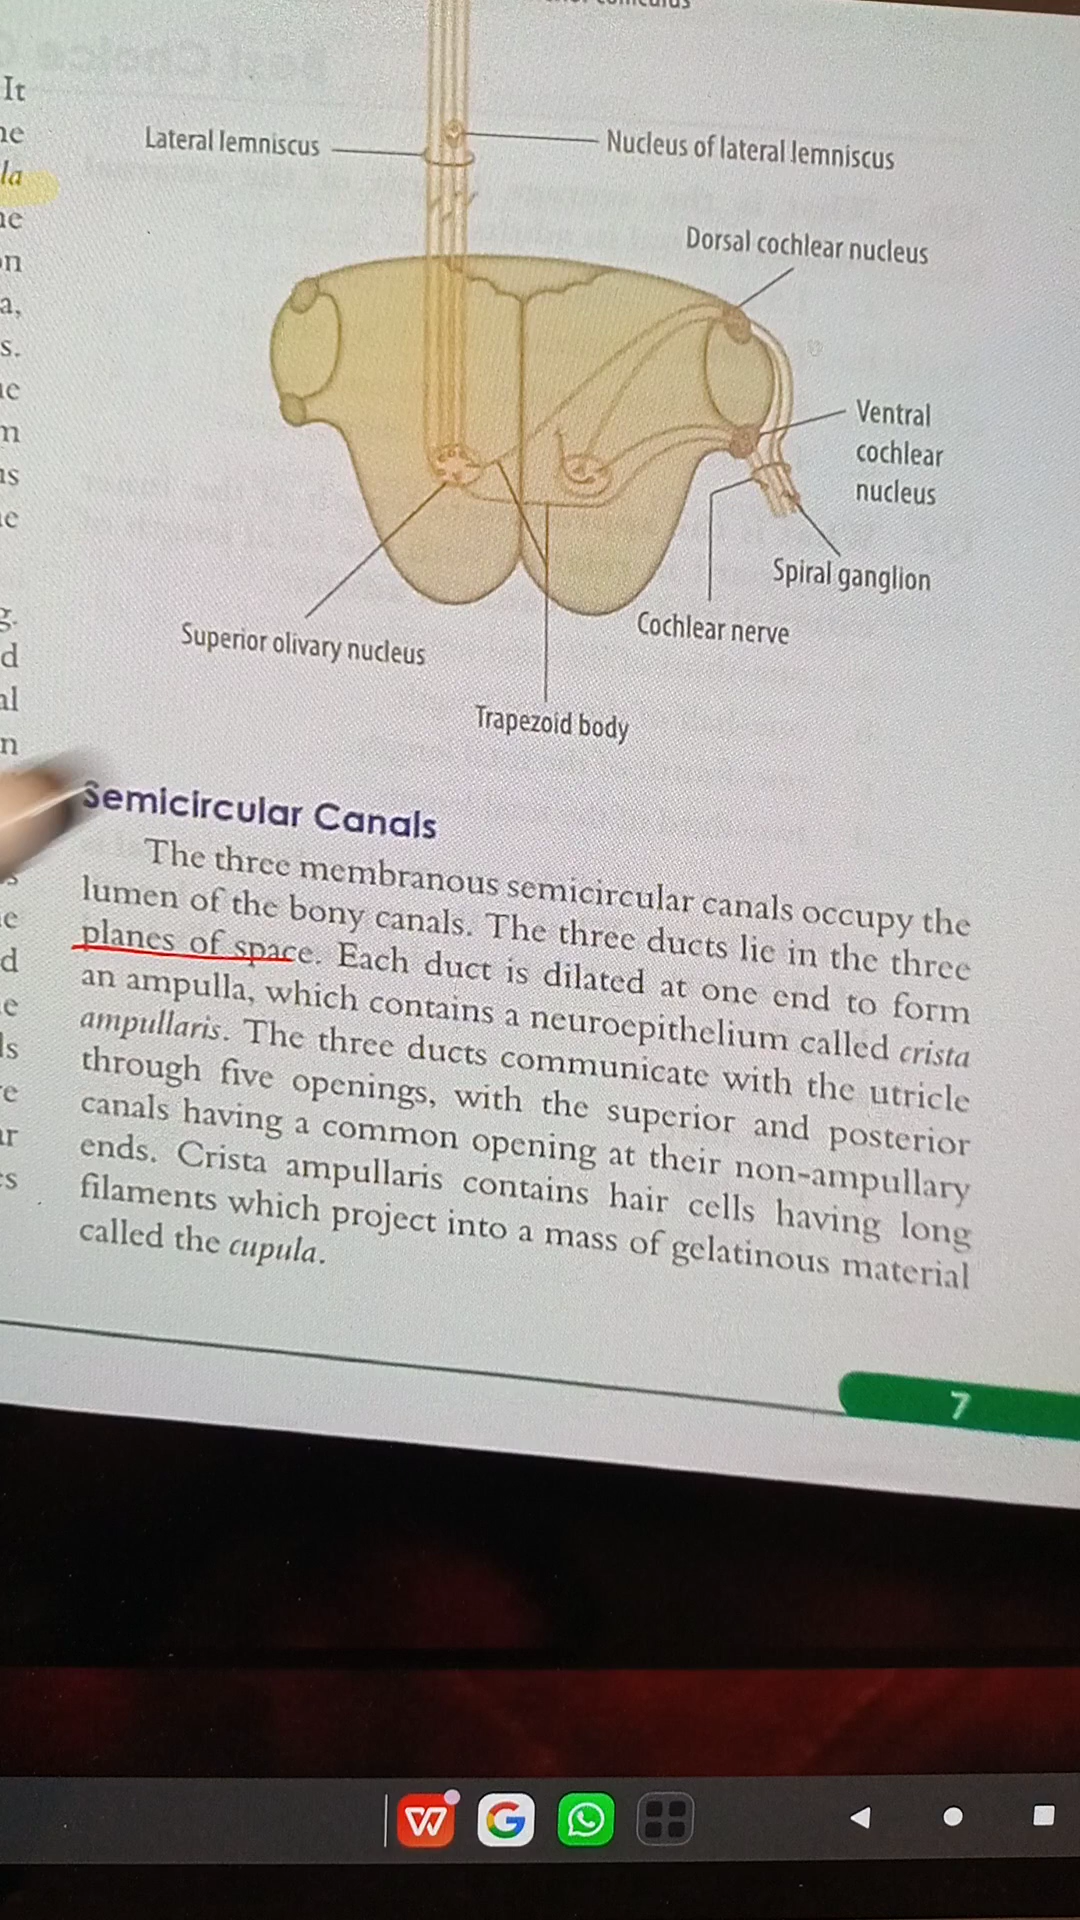 It
la
Lateral lemniscus
Nucleus of lateral lemniscus
Dorsal cochlear nucleus
Ventral
cochlear
nucleus
Spiral ganglion
Cochlear nerve
Superior olivary nucleus
Trapezoid body
Semicircular Canals
The three membranous semicircular canals occupy the
lumen of the bony canals. The three ducts lie in the three
planes of space. Each duct is dilated at one end to form
an ampulla, which contains a neuroepithelium called crista
ampullaris. The three ducts communicate with the utricle
through five openings, with the superior and posterior
canals having a common opening at their non-ampullary
ends. Crista ampullaris contains hair cells having long
filaments which project into a mass of gelatinous material
called the cupula.
7